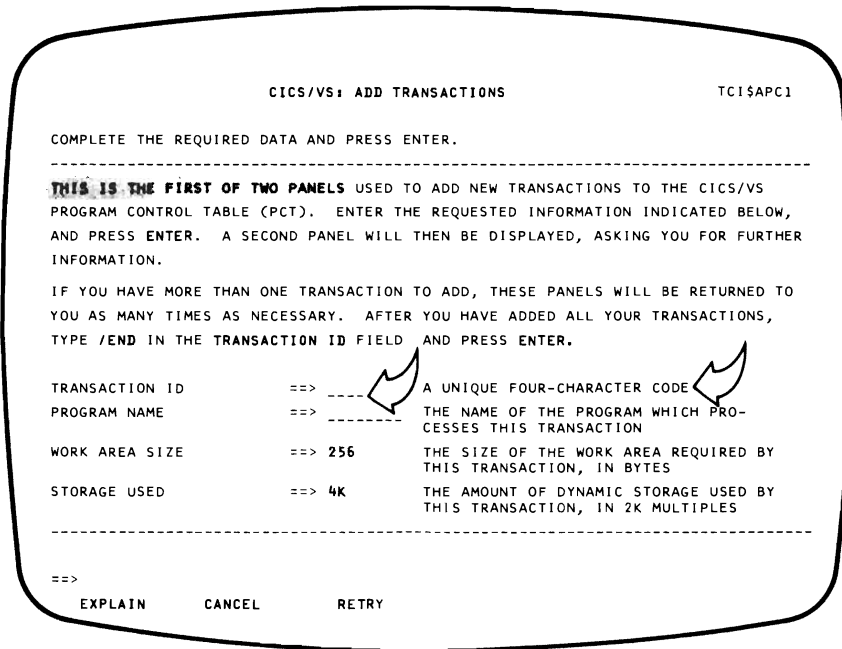 CICS/VS: ADD TRANSACTIONS TCI$APC1
COMPLETE THE REQUIRED DATA AND PRESS ENTER.
THIS IS THE FIRST OF TWO PANELS USED TO ADD NEW TRANSACTIONS TO THE CICS/VS
PROGRAM CONTROL TABLE (PCT). ENTER THE REQUESTED INFORMATION INDICATED BELOW,
AND PRESS ENTER. A SECOND PANEL WILL THEN BE DISPLAYED, ASKING YOU FOR FURTHER
INFORMATION.
IF YOU HAVE MORE THAN ONE TRANSACTION TO ADD, THESE PANELS WILL BE RETURNED TO
YOU AS MANY TIMES AS NECESSARY. AFTER YOU HAVE ADDED ALL YOUR TRANSACTIONS,
TYPE /END IN THE TRANSACTION ID FIELD AND PRESS ENTER.
TRANSACTION ID ==> ____ A UNIQUE FOUR-CHARACTER CODE
PROGRAM NAME ==> ________ THE NAME OF THE PROGRAM WHICH PRO-
CESSES THIS TRANSACTION
WORK AREA SIZE ==> 256 THE SIZE OF THE WORK AREA REQUIRED BY
THIS TRANSACTION, IN BYTES
STORAGE USED ==> 4K THE AMOUNT OF DYNAMIC STORAGE USED BY
THIS TRANSACTION, IN 2K MULTIPLES
==>
EXPLAIN CANCEL RETRY